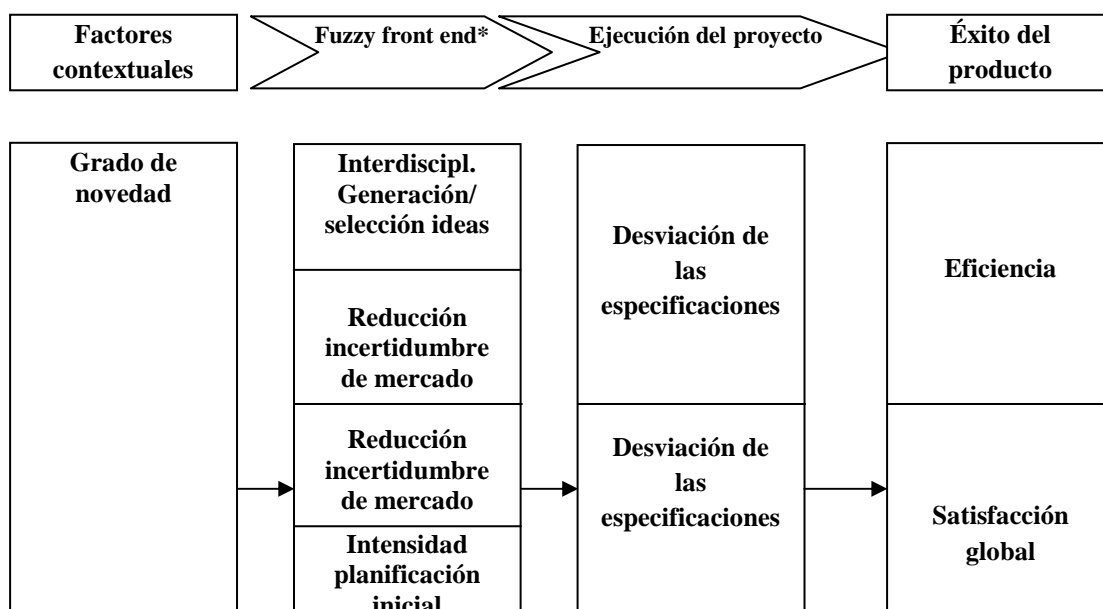 Factores
contextuales
Fuzzy front end*
Ejecución del proyecto
Éxito del
producto
Grado de
novedad
Interdiscipl.
Generación/
selección ideas
Reducción
incertidumbre
de mercado
Reducción
incertidumbre
de mercado
Intensidad
planificación
inicial
Desviación de
las
especificaciones
Desviación de
las
especificaciones
Eficiencia
Satisfacción
global